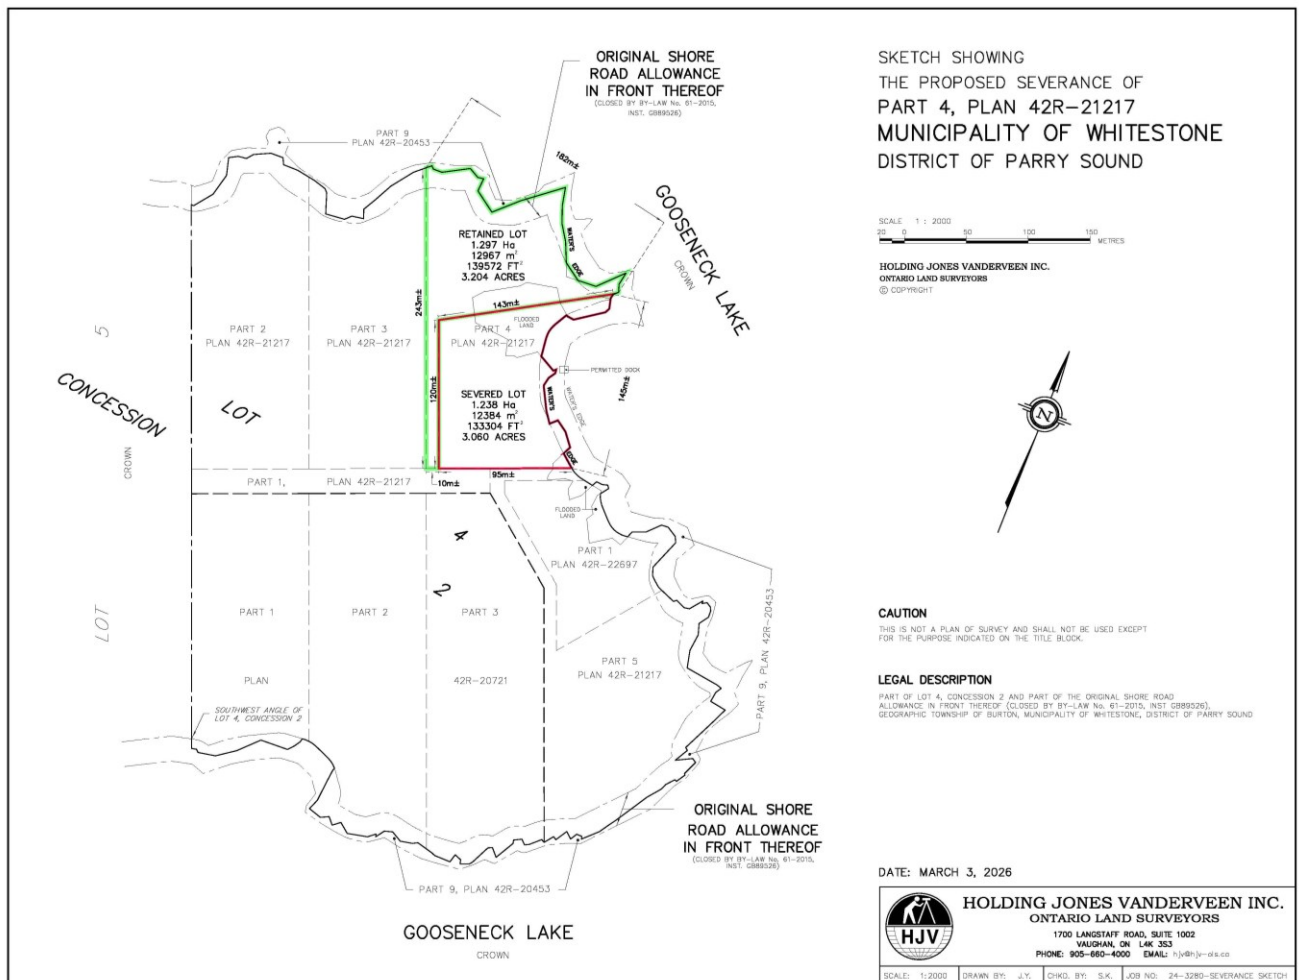 ORIGINAL SHORE
ROAD ALLOWANCE
IN FRONT THEREOF
(CLOSED BY BY-LAW No. 61-2015,
INST. GB89526)
SKETCH SHOWING
THE PROPOSED SEVERANCE OF
PART 4, PLAN 42R-21217
MUNICIPALITY OF WHITESTONE
DISTRICT OF PARRY SOUND
SCALE 1 : 2000
20 0 50 100 150
METRES
HOLDING JONES VANDERVEEN INC.
ONTARIO LAND SURVEYORS
© COPYRIGHT
PART 9
PLAN 42R-20453
182m±
GOOSENECK LAKE
CROWN
RETAINED LOT
1.297 Ha
12967 m²
139572 FT²
3.204 ACRES
WATER'S
EDGE
243m±
143m±
FLOODED
LAND
PART 2
PLAN 42R-21217
PART 3
PLAN 42R-21217
PART 4
PLAN 42R-21217
5
CONCESSION
LOT
CROWN
LOT
PERMITTED DOCK
145m±
120m±
SEVERED LOT
1.238 Ha
12384 m²
133304 FT²
3.060 ACRES
WATER'S
EDGE
WATER'S EDGE
95m±
10m±
PART 1,
PLAN 42R-21217
FLOODED
LAND
N
4
2
PART 1
PLAN 42R-22697
PART 1
PART 2
PART 3
PLAN
42R-20721
PART 5
PLAN 42R-21217
PART 9, PLAN 42R-20453
SOUTHWEST ANGLE OF
LOT 4, CONCESSION 2
CAUTION
THIS IS NOT A PLAN OF SURVEY AND SHALL NOT BE USED EXCEPT
FOR THE PURPOSE INDICATED ON THE TITLE BLOCK.
LEGAL DESCRIPTION
PART OF LOT 4, CONCESSION 2 AND PART OF THE ORIGINAL SHORE ROAD
ALLOWANCE IN FRONT THEREOF (CLOSED BY BY-LAW No. 61-2015, INST GB89526),
GEOGRAPHIC TOWNSHIP OF BURTON, MUNICIPALITY OF WHITESTONE, DISTRICT OF PARRY SOUND
ORIGINAL SHORE
ROAD ALLOWANCE
IN FRONT THEREOF
(CLOSED BY BY-LAW No. 61-2015,
INST. GB89526)
PART 9, PLAN 42R-20453
GOOSENECK LAKE
CROWN
DATE: MARCH 3, 2026
HJV
HOLDING JONES VANDERVEEN INC.
ONTARIO LAND SURVEYORS
1700 LANGSTAFF ROAD, SUITE 1002
VAUGHAN, ON L4K 3S3
PHONE: 905-660-4000 EMAIL: hjv@hjv-ols.ca
SCALE: 1:2000 DRAWN BY: J.Y. CHKD. BY: S.K. JOB NO: 24-3280-SEVERANCE SKETCH